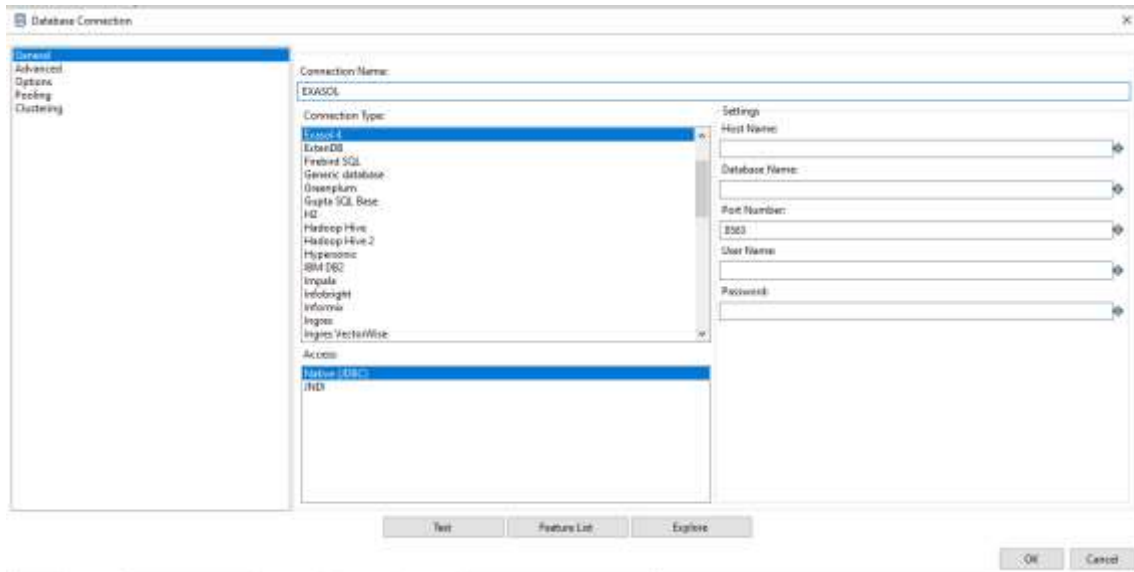 Database Connection
General
Advanced
Options
Pooling
Clustering
Connection Name:
EXASOL
Connection Type:
Exasol 4
ExtenDB
Firebird SQL
Generic database
Greenplum
Gupta SQL Base
H2
Hadoop Hive
Hadoop Hive 2
Hypersonic
IBM DB2
Impala
Infobright
Informix
Ingres
Ingres VectorWise
Access:
Native (JDBC)
JNDI
Settings
Host Name:
Database Name:
Port Number:
8563
User Name:
Password:
Test
Feature List
Explore
OK
Cancel